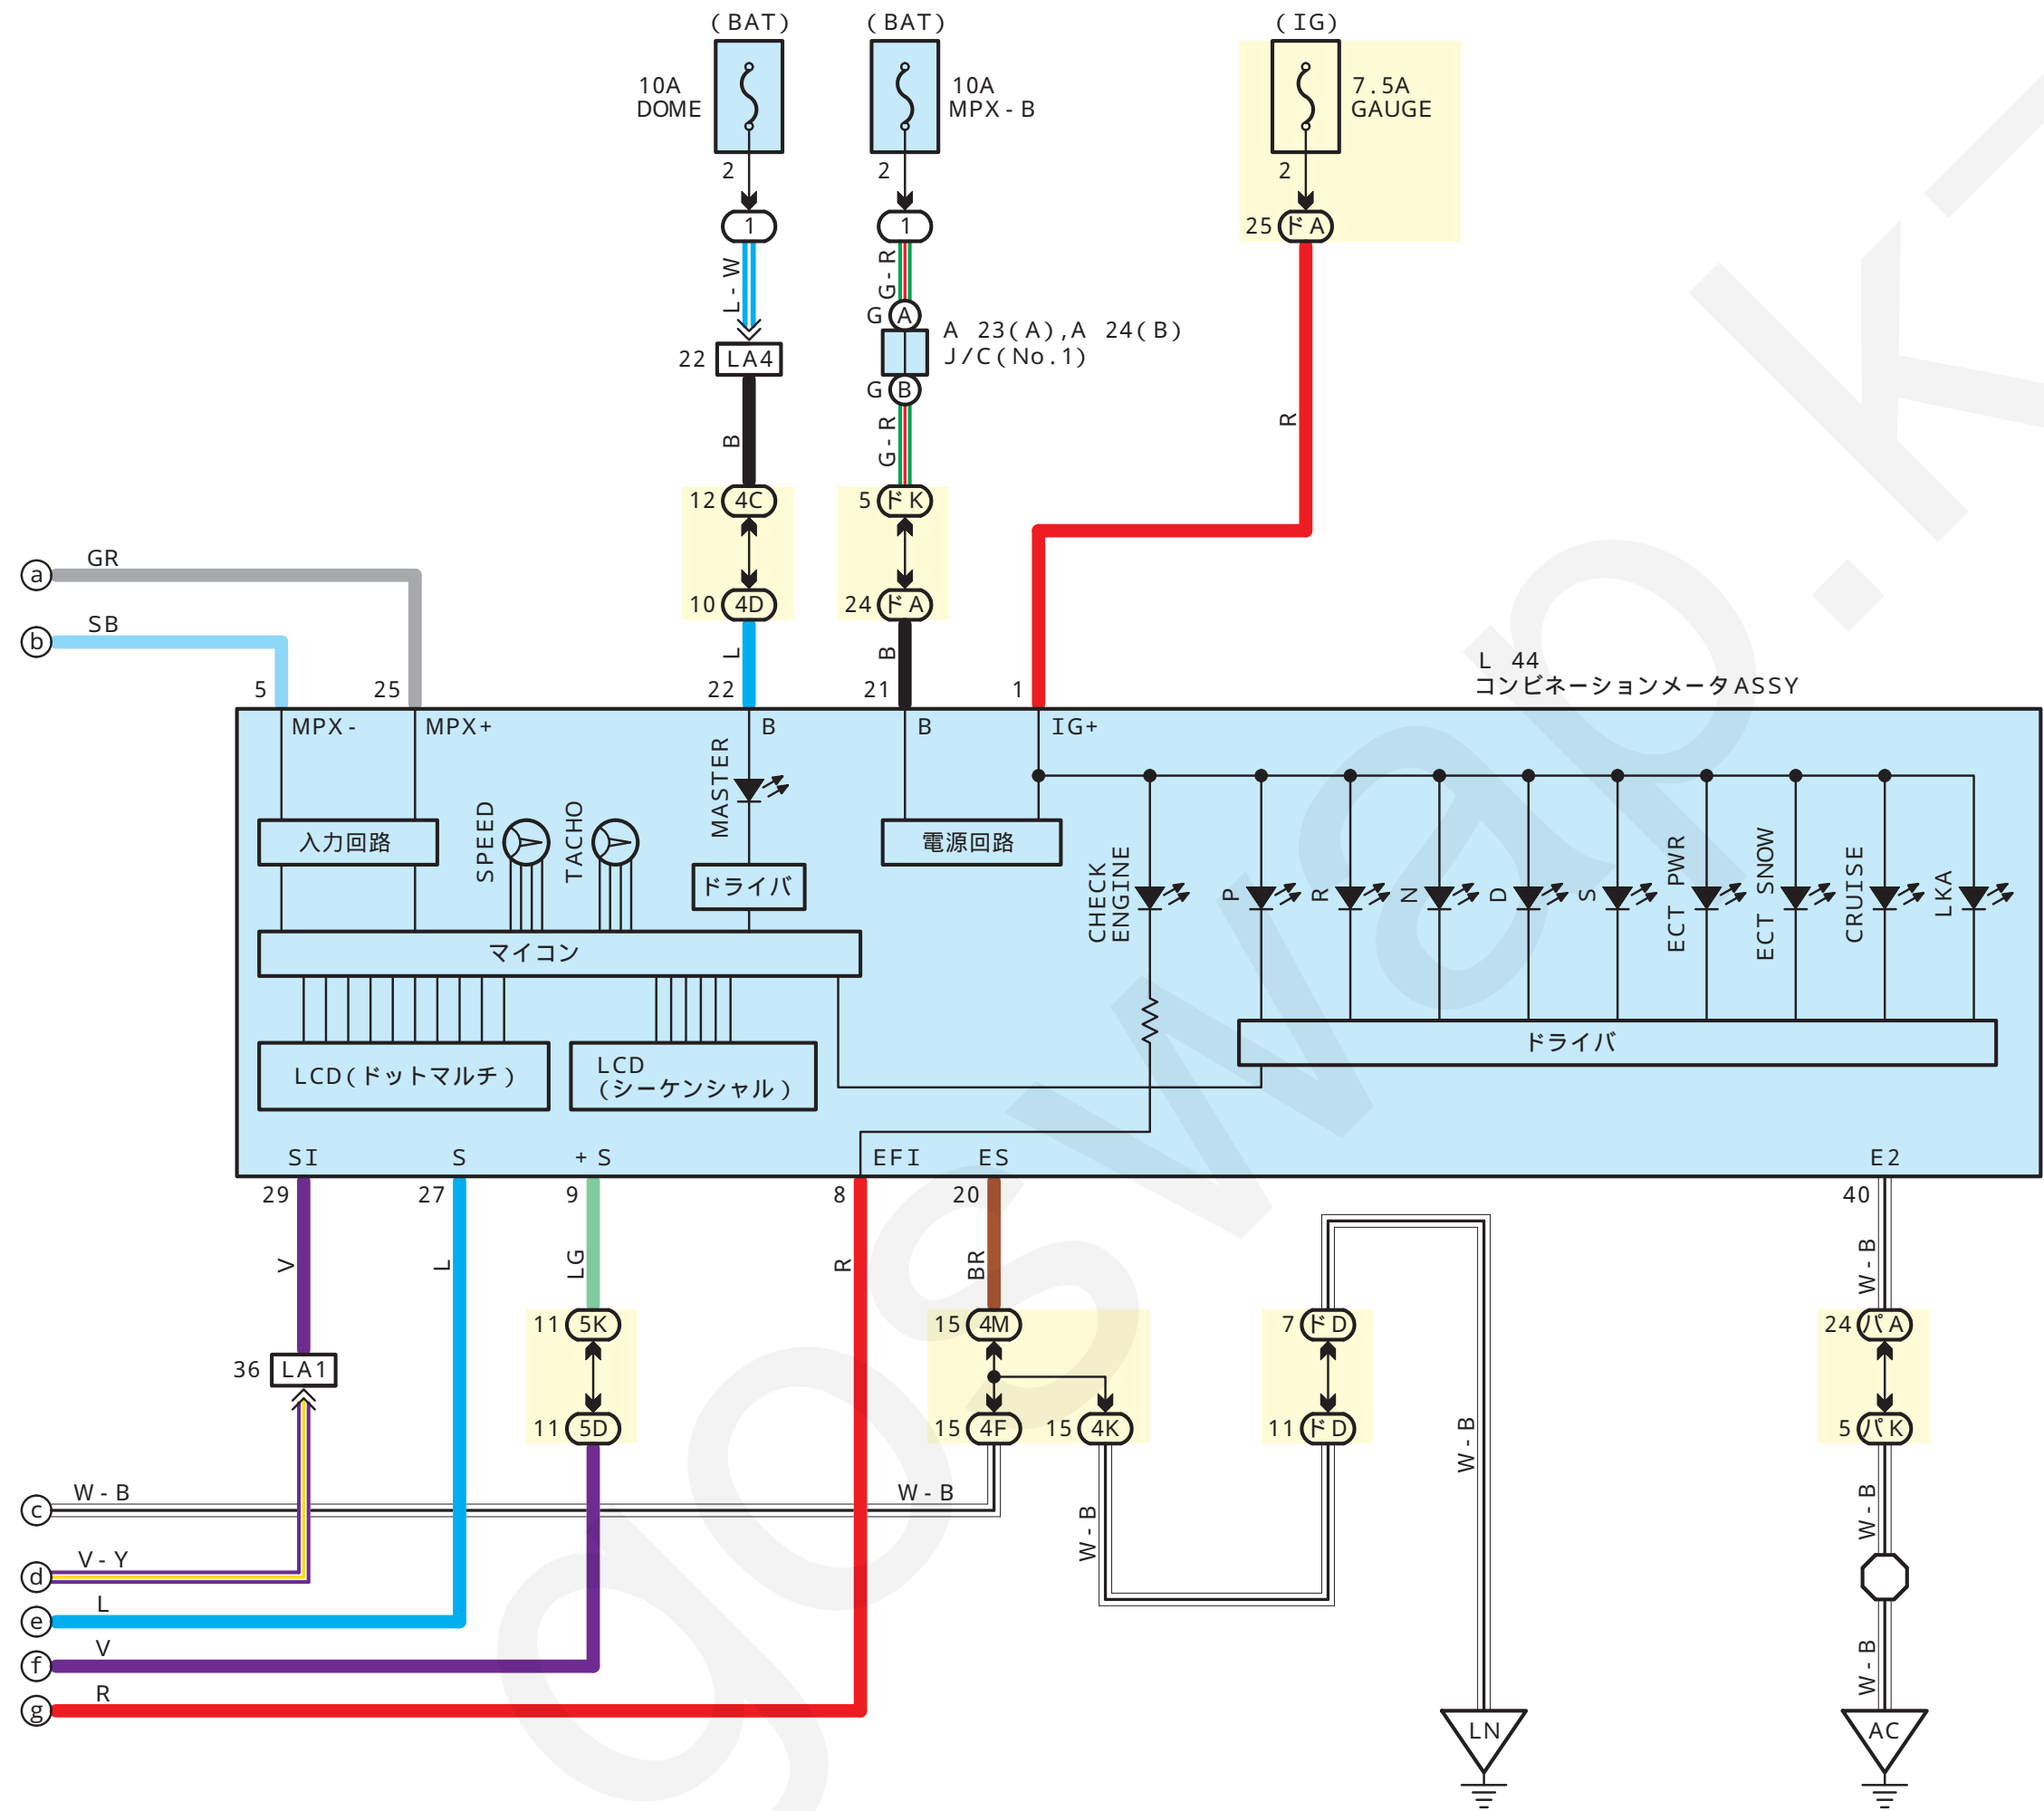 (BAT)
(BAT)
(IG)
10A
DOME
10A
MPX-B
7.5A
GAUGE
2
2
2
1
1
25 ドA
L-W
G-R
G A
A 23(A),A 24(B)
J/C(No.1)
22 LA4
G B
B
G-R
R
12 4C
5 ドK
a GR
10 4D
24 ドA
b SB
L
B
L 44
コンビネーションメータASSY
5
25
22
21
1
MPX-
MPX+
B
B
IG+
MASTER
SPEED
TACHO
入力回路
電源回路
ドライバ
CHECK
ENGINE
P
R
N
D
S
ECT PWR
ECT SNOW
CRUISE
LKA
マイコン
ドライバ
LCD(ドットマルチ)
LCD
(シーケンシャル)
SI
S
+S
EFI
ES
E2
29
27
9
8
20
40
V
L
LG
R
BR
W-B
11 5K
15 4M
7 ドD
24 パA
36 LA1
11 5D
15 4F
15 4K
11 ドD
5 パK
W-B
c W-B
W-B
W-B
W-B
d V-Y
e L
f V
W-B
g R
LN
AC
goswap.k